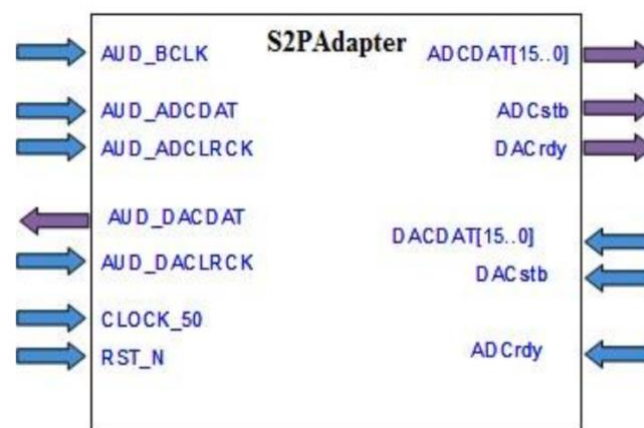 S2PAdapter
AUD_BCLK
ADCDAT[15..0]
AUD_ADCDAT
ADCstb
AUD_ADCLRCK
DACrdy
AUD_DACDAT
DACDAT[15..0]
AUD_DACLRCK
DACstb
CLOCK_50
RST_N
ADCrdy